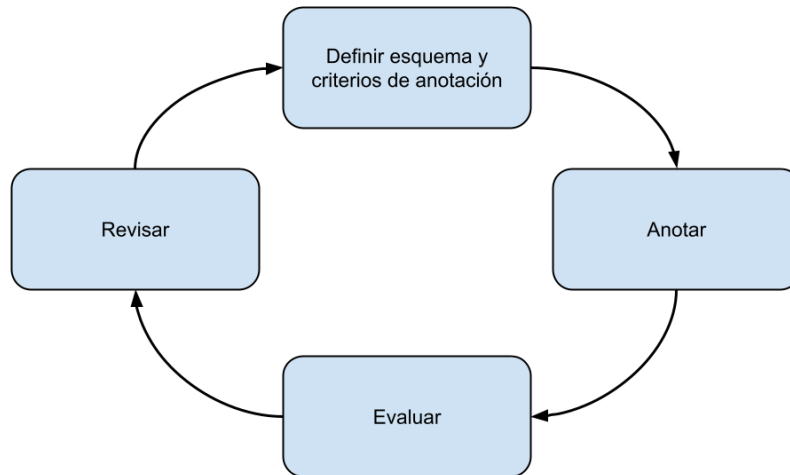 Definir esquema y
criterios de anotación
Revisar
Anotar
Evaluar